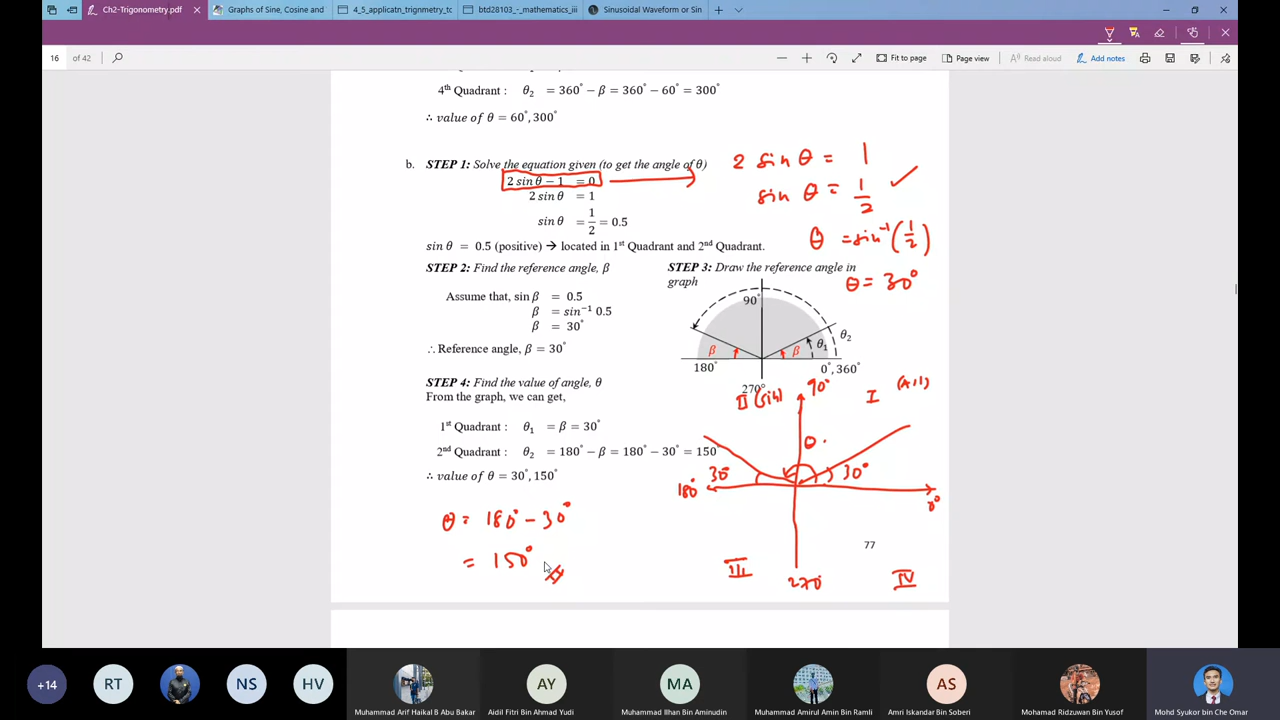 Ch2-Trigonometry.pdf
Graphs of Sine, Cosine and
4_5_applicatn_trignmetry_to
btd28103_-_mathematics_iii
Sinusoidal Waveform or Sin
16 of 42
Fit to page
Page view
Read aloud
Add notes
4th Quadrant : θ2 = 360° − β = 360° − 60° = 300°
∴ value of θ = 60°, 300°
b. STEP 1: Solve the equation given (to get the angle of θ)
2 sin θ − 1 = 0
2 sin θ = 1
sin θ = 1/2 = 0.5
2 sin θ = 1
sin θ = 1/2 ✓
θ = sin⁻¹ (1/2)
θ = 30°
sin θ = 0.5 (positive) → located in 1st Quadrant and 2nd Quadrant.
STEP 2: Find the reference angle, β
Assume that, sin β = 0.5
β = sin⁻¹ 0.5
β = 30°
∴ Reference angle, β = 30°
STEP 3: Draw the reference angle in
graph
90°
θ2
β β θ1
180° 0°, 360°
270°
STEP 4: Find the value of angle, θ
From the graph, we can get,
1st Quadrant : θ1 = β = 30°
2nd Quadrant : θ2 = 180° − β = 180° − 30° = 150°
∴ value of θ = 30°, 150°
θ = 180° − 30°
= 150°
II (sin) 90° I (All)
θ
30° 30°
180° 0°
III 270° IV
77
+14
RT
NS
HV
Muhammad Arif Haikal B Abu Bakar
AY
Aidil Fitri Bin Ahmad Yudi
MA
Muhammad Ilhan Bin Aminudin
Muhammad Amirul Amin Bin Ramli
AS
Amri Iskandar Bin Soberi
Mohamad Ridzuwan Bin Yusof
Mohd Syukor bin Che Omar